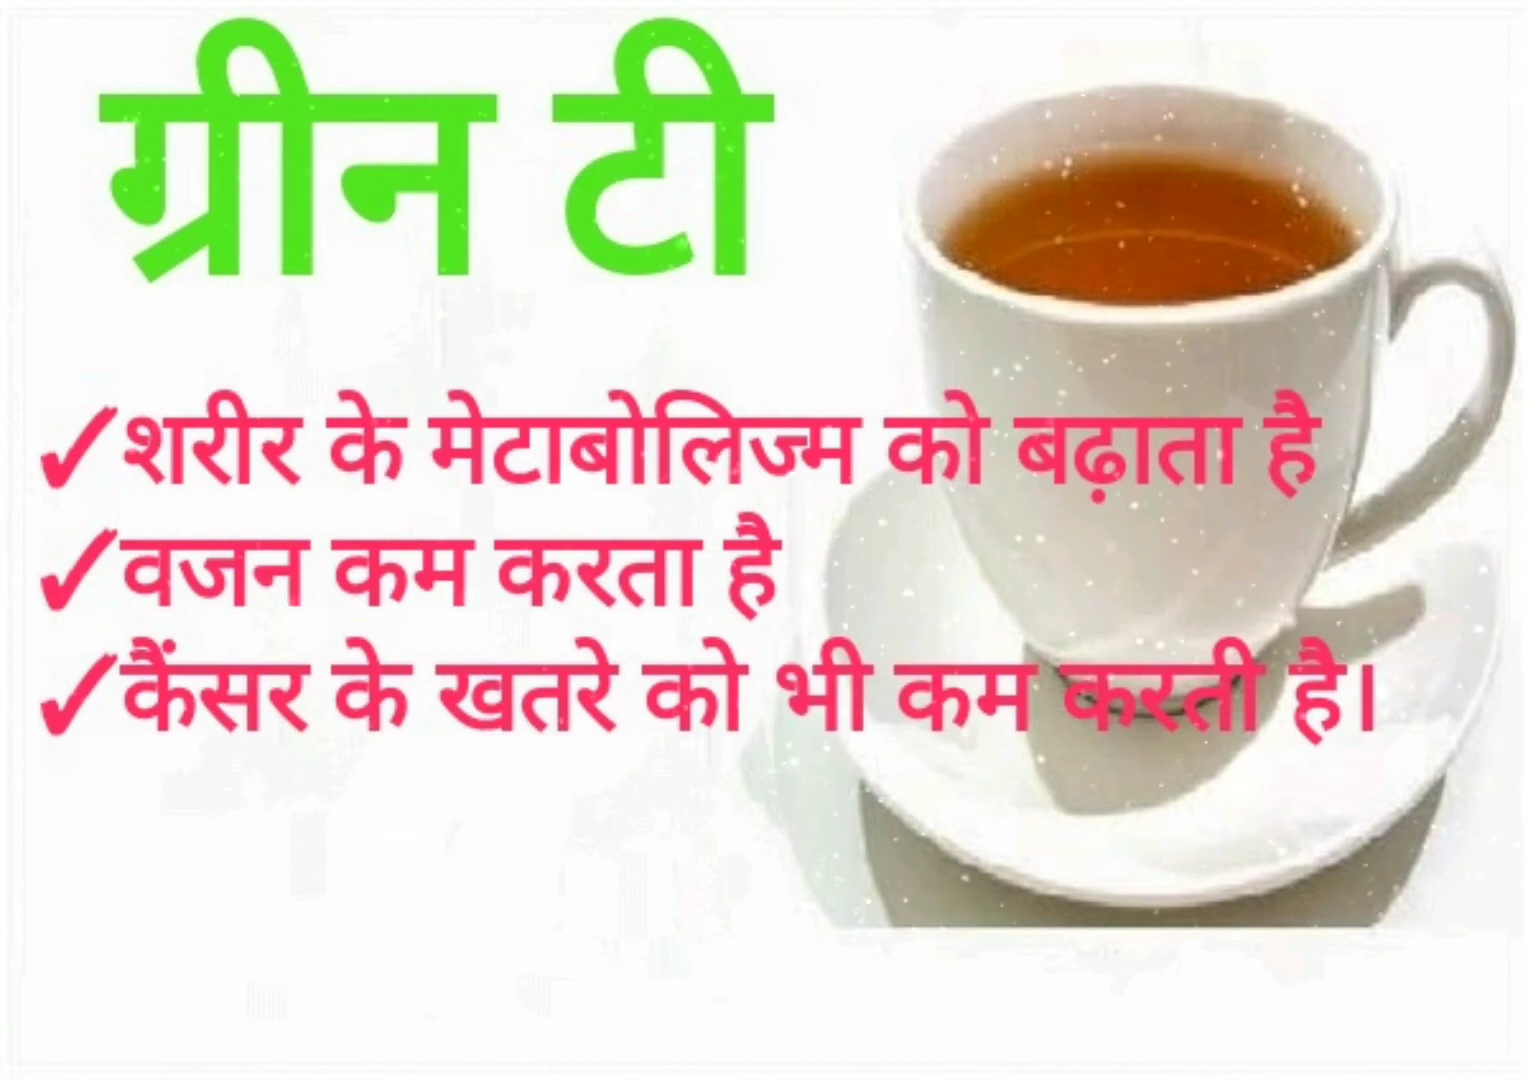 ग्रीन टी
✓शरीर के मेटाबोलिज्म को बढ़ाता है
✓वजन कम करता है
✓कैंसर के खतरे को भी कम करती है।